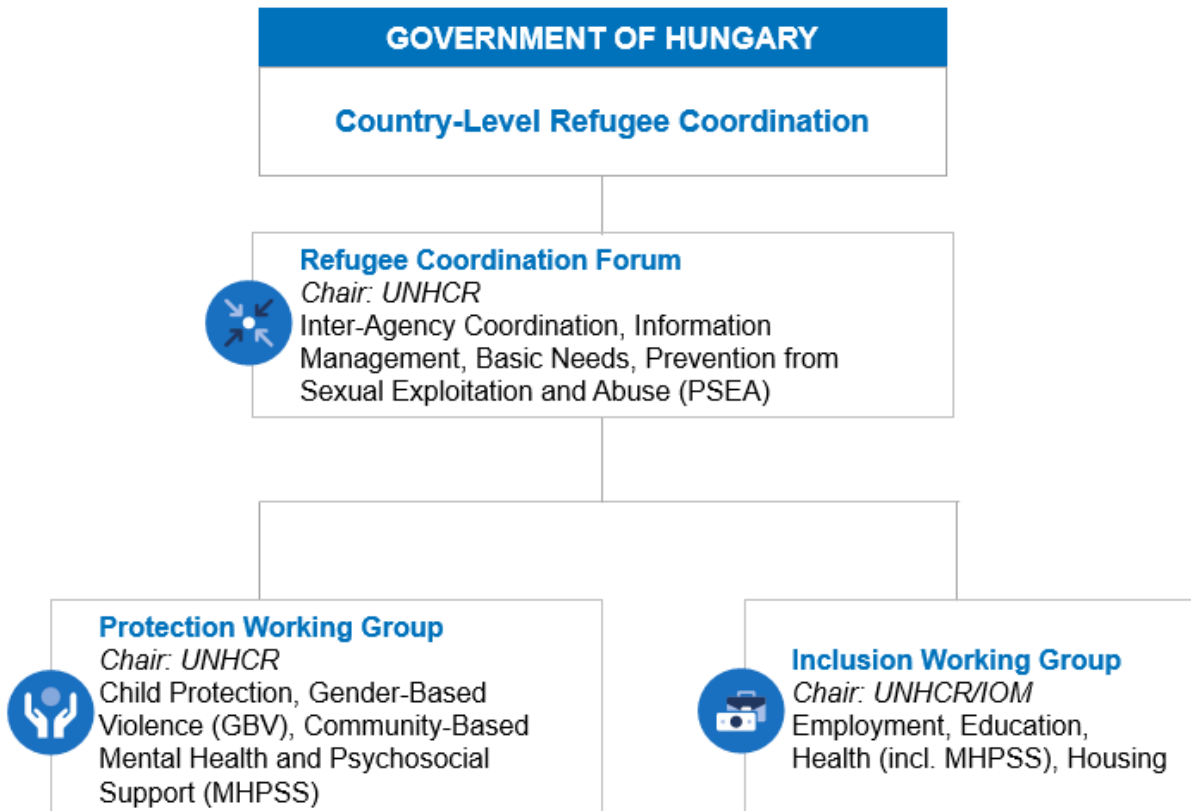 GOVERNMENT OF HUNGARY
Country-Level Refugee Coordination
Refugee Coordination Forum
Chair: UNHCR
Inter-Agency Coordination, Information
Management, Basic Needs, Prevention from
Sexual Exploitation and Abuse (PSEA)
Protection Working Group
Chair: UNHCR
Child Protection, Gender-Based
Violence (GBV), Community-Based
Mental Health and Psychosocial
Support (MHPSS)
Inclusion Working Group
Chair: UNHCR/IOM
Employment, Education,
Health (incl. MHPSS), Housing